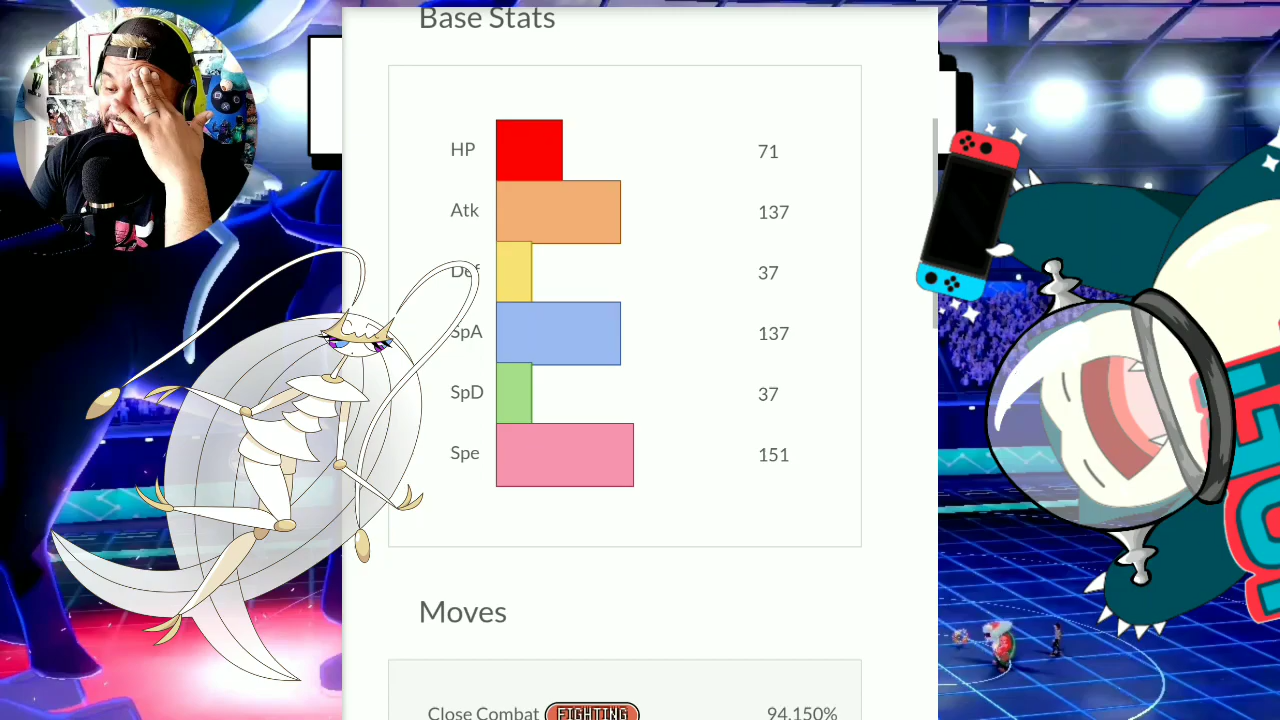 Base Stats
HP 71
Atk 137
Def 37
SpA 137
SpD 37
Spe 151
Moves
Close Combat FIGHTING 94.150%